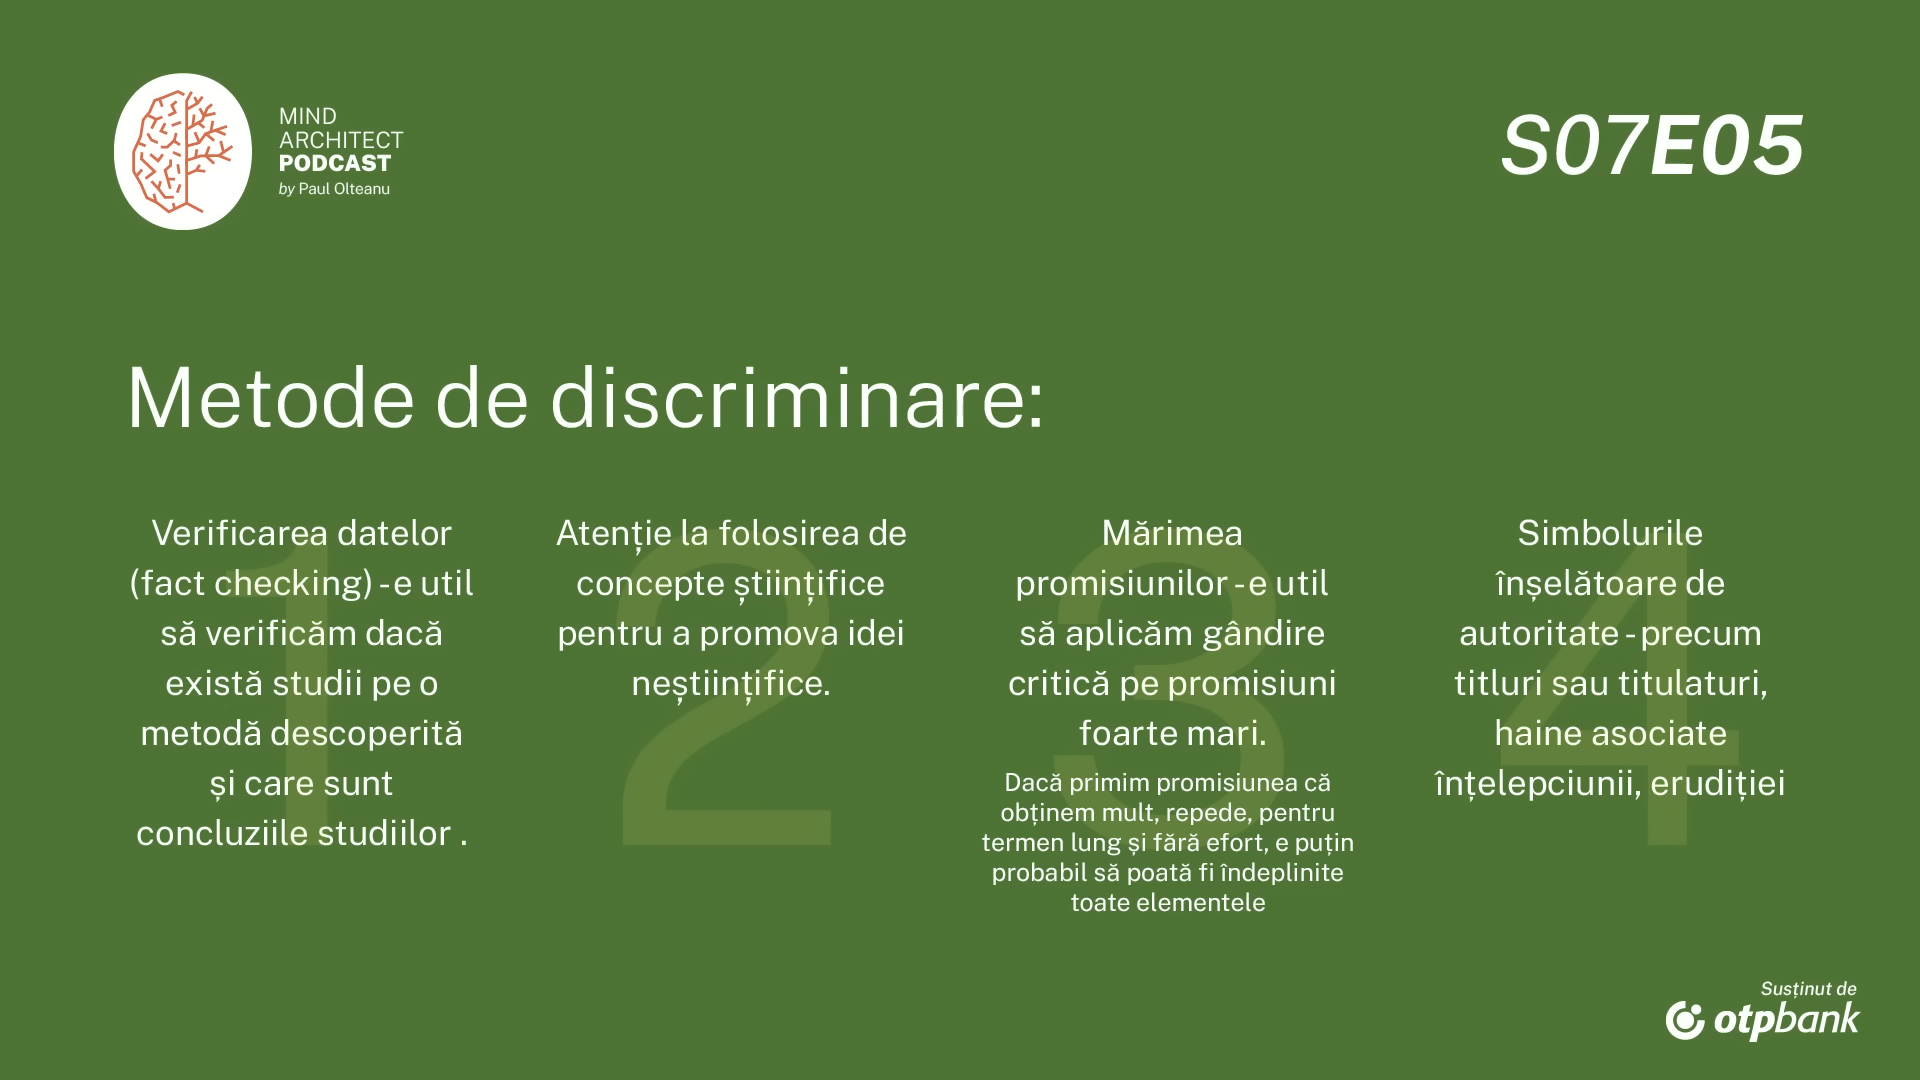 MIND
ARCHITECT
PODCAST
by Paul Olteanu
S07E05
Metode de discriminare:
1
Verificarea datelor
(fact checking) - e util
să verificăm dacă
există studii pe o
metodă descoperită
și care sunt
concluziile studiilor .
2
Atenție la folosirea de
concepte științifice
pentru a promova idei
neștiințifice.
3
Mărimea
promisiunilor - e util
să aplicăm gândire
critică pe promisiuni
foarte mari.
Dacă primim promisiunea că
obținem mult, repede, pentru
termen lung și fără efort, e puțin
probabil să poată fi îndeplinite
toate elementele
4
Simbolurile
înșelătoare de
autoritate - precum
titluri sau titulaturi,
haine asociate
înțelepciunii, erudiției
Susținut de
otpbank